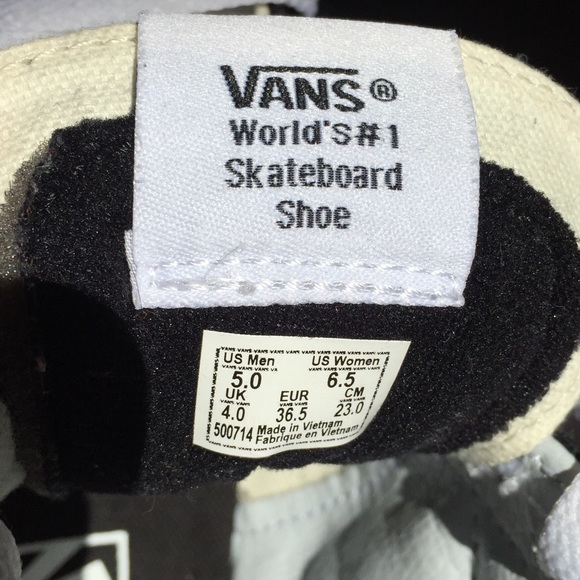 VANS®
World's#1
Skateboard
Shoe
US Men US Women
5.0 6.5
UK EUR CM
4.0 36.5 23.0
500714 Made in Vietnam
Fabrique en Vietnam